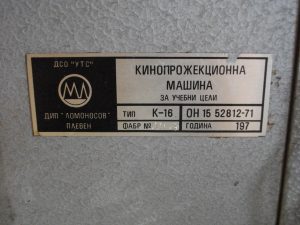 ДСО "УТС"
МЛ
ДИП "ЛОМОНОСОВ"
ПЛЕВЕН
КИНОПРОЖЕКЦИОННА
МАШИНА
ЗА УЧЕБНИ ЦЕЛИ
ТИП К-16 ОН 15 52812-71
ФАБР № ГОДИНА 197